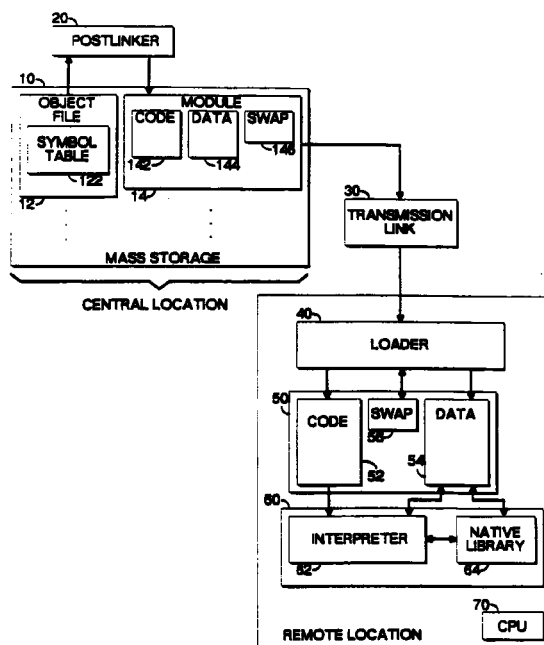 20
POSTLINKER
10
OBJECT
FILE
SYMBOL
TABLE
122
12
MODULE
CODE
142
DATA
144
SWAP
146
14
MASS STORAGE
CENTRAL LOCATION
30
TRANSMISSION
LINK
40
LOADER
50
CODE
52
SWAP
56
DATA
54
60
INTERPRETER
62
NATIVE
LIBRARY
64
70
CPU
REMOTE LOCATION